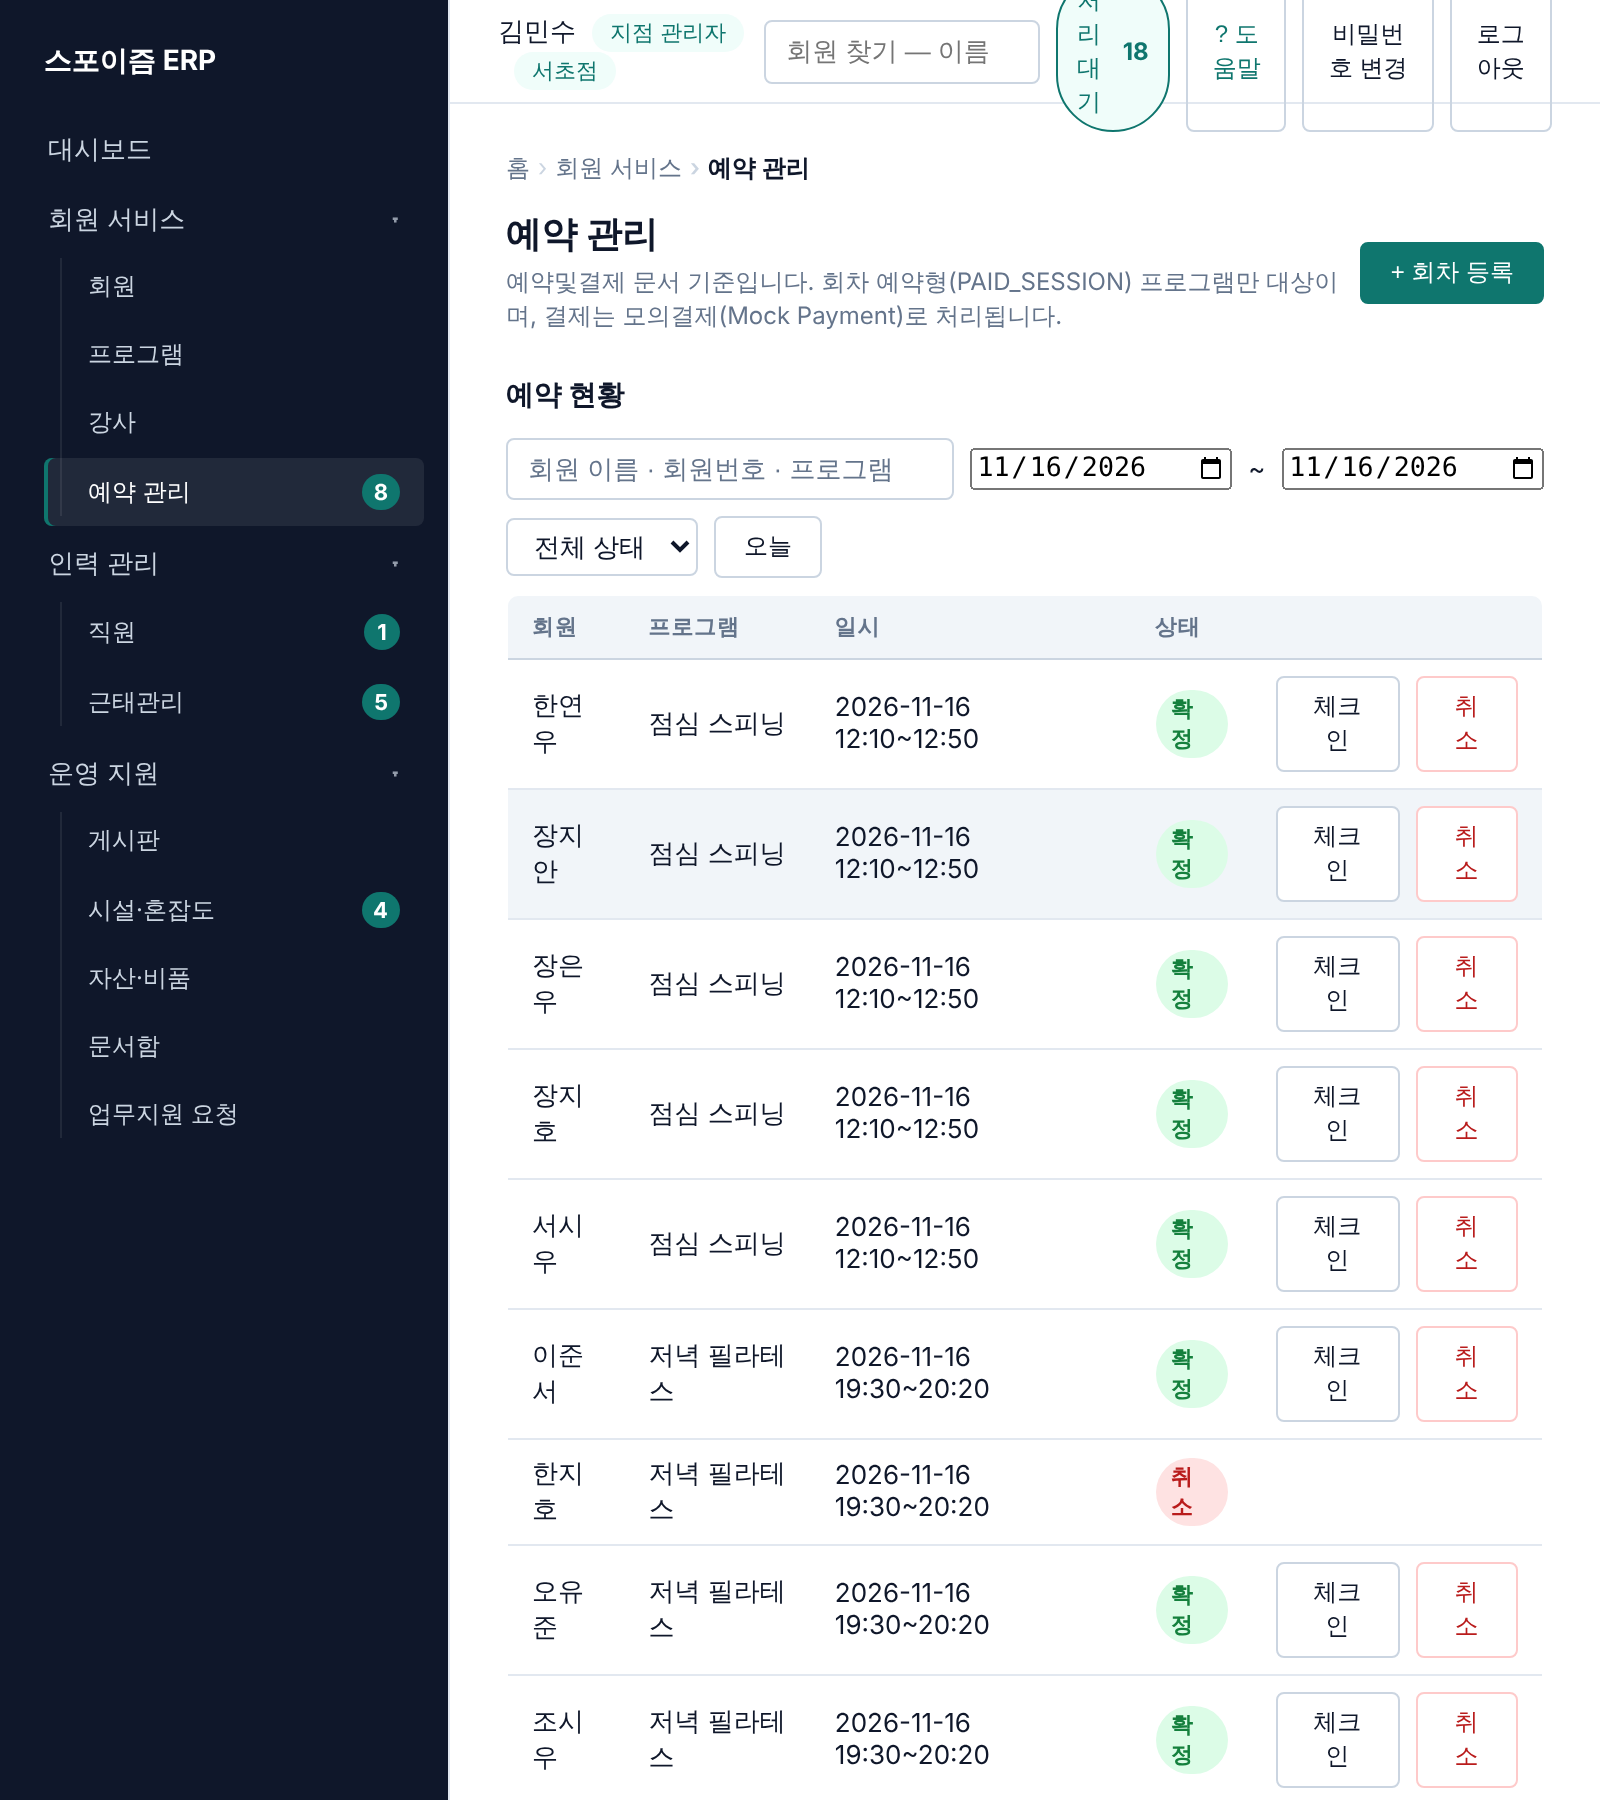 스포이즘 ERP
대시보드
회원 서비스
회원
프로그램
강사
예약 관리 8
인력 관리
직원 1
근태관리 5
운영 지원
게시판
시설·혼잡도 4
자산·비품
문서함
업무지원 요청
김민수 지점 관리자
서초점
회원 찾기 — 이름
처
리
대
기
18
? 도
움말
비밀번
호 변경
로그
아웃
홈 › 회원 서비스 › 예약 관리
예약 관리
예약및결제 문서 기준입니다. 회차 예약형(PAID_SESSION) 프로그램만 대상이
며, 결제는 모의결제(Mock Payment)로 처리됩니다.
+ 회차 등록
예약 현황
회원 이름 · 회원번호 · 프로그램 11/16/2026 ~ 11/16/2026
전체 상태 오늘
회원 프로그램 일시 상태
한연
우
점심 스피닝
2026-11-16
12:10~12:50
확
정
체크
인
취
소
장지
안
점심 스피닝
2026-11-16
12:10~12:50
확
정
체크
인
취
소
장은
우
점심 스피닝
2026-11-16
12:10~12:50
확
정
체크
인
취
소
장지
호
점심 스피닝
2026-11-16
12:10~12:50
확
정
체크
인
취
소
서시
우
점심 스피닝
2026-11-16
12:10~12:50
확
정
체크
인
취
소
이준
서
저녁 필라테
스
2026-11-16
19:30~20:20
확
정
체크
인
취
소
한지
호
저녁 필라테
스
2026-11-16
19:30~20:20
취
소
오유
준
저녁 필라테
스
2026-11-16
19:30~20:20
확
정
체크
인
취
소
조시
우
저녁 필라테
스
2026-11-16
19:30~20:20
확
정
체크
인
취
소